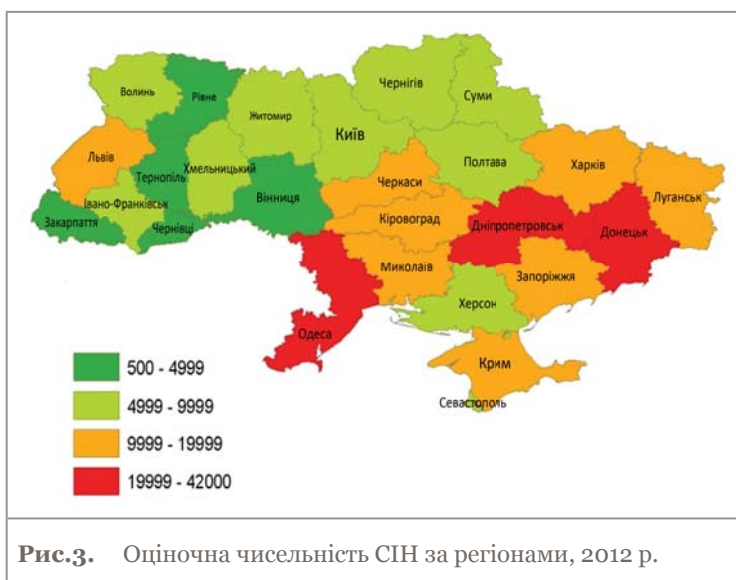 Волинь
Рівне
Житомир
Київ
Чернігів
Суми
Львів
Тернопіль
Хмельницький
Вінниця
Черкаси
Полтава
Харків
Луганськ
Івано-Франківськ
Закарпаття
Чернівці
Кіровоград
Дніпропетровськ
Донецьк
Миколаїв
Запоріжжя
Одеса
Херсон
Крим
Севастополь
500 - 4999
4999 - 9999
9999 - 19999
19999 - 42000
Рис.3. Оціночна чисельність СІН за регіонами, 2012 р.